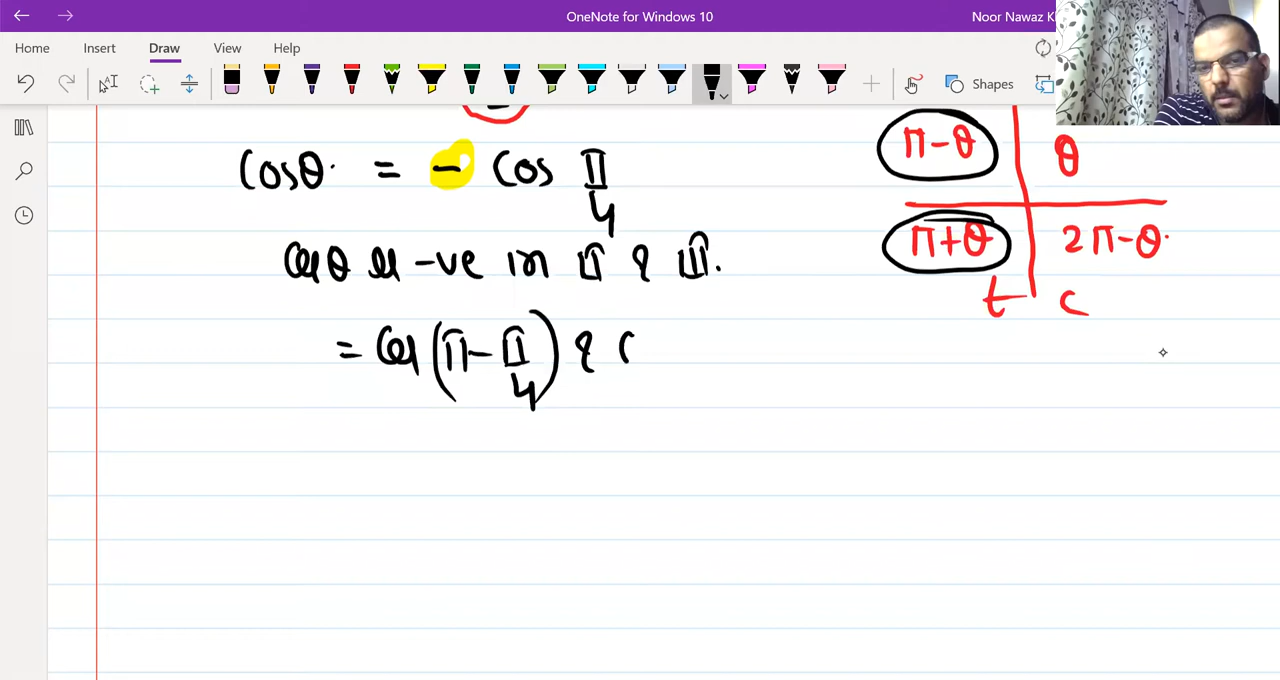 OneNote for Windows 10
Noor Nawaz K
Home Insert Draw View Help
Shapes
Cosθ = - Cos π/4
Cosθ is -ve in II & III.
= Cos(π - π/4) & C
π-θ θ
π+θ 2π-θ
t c